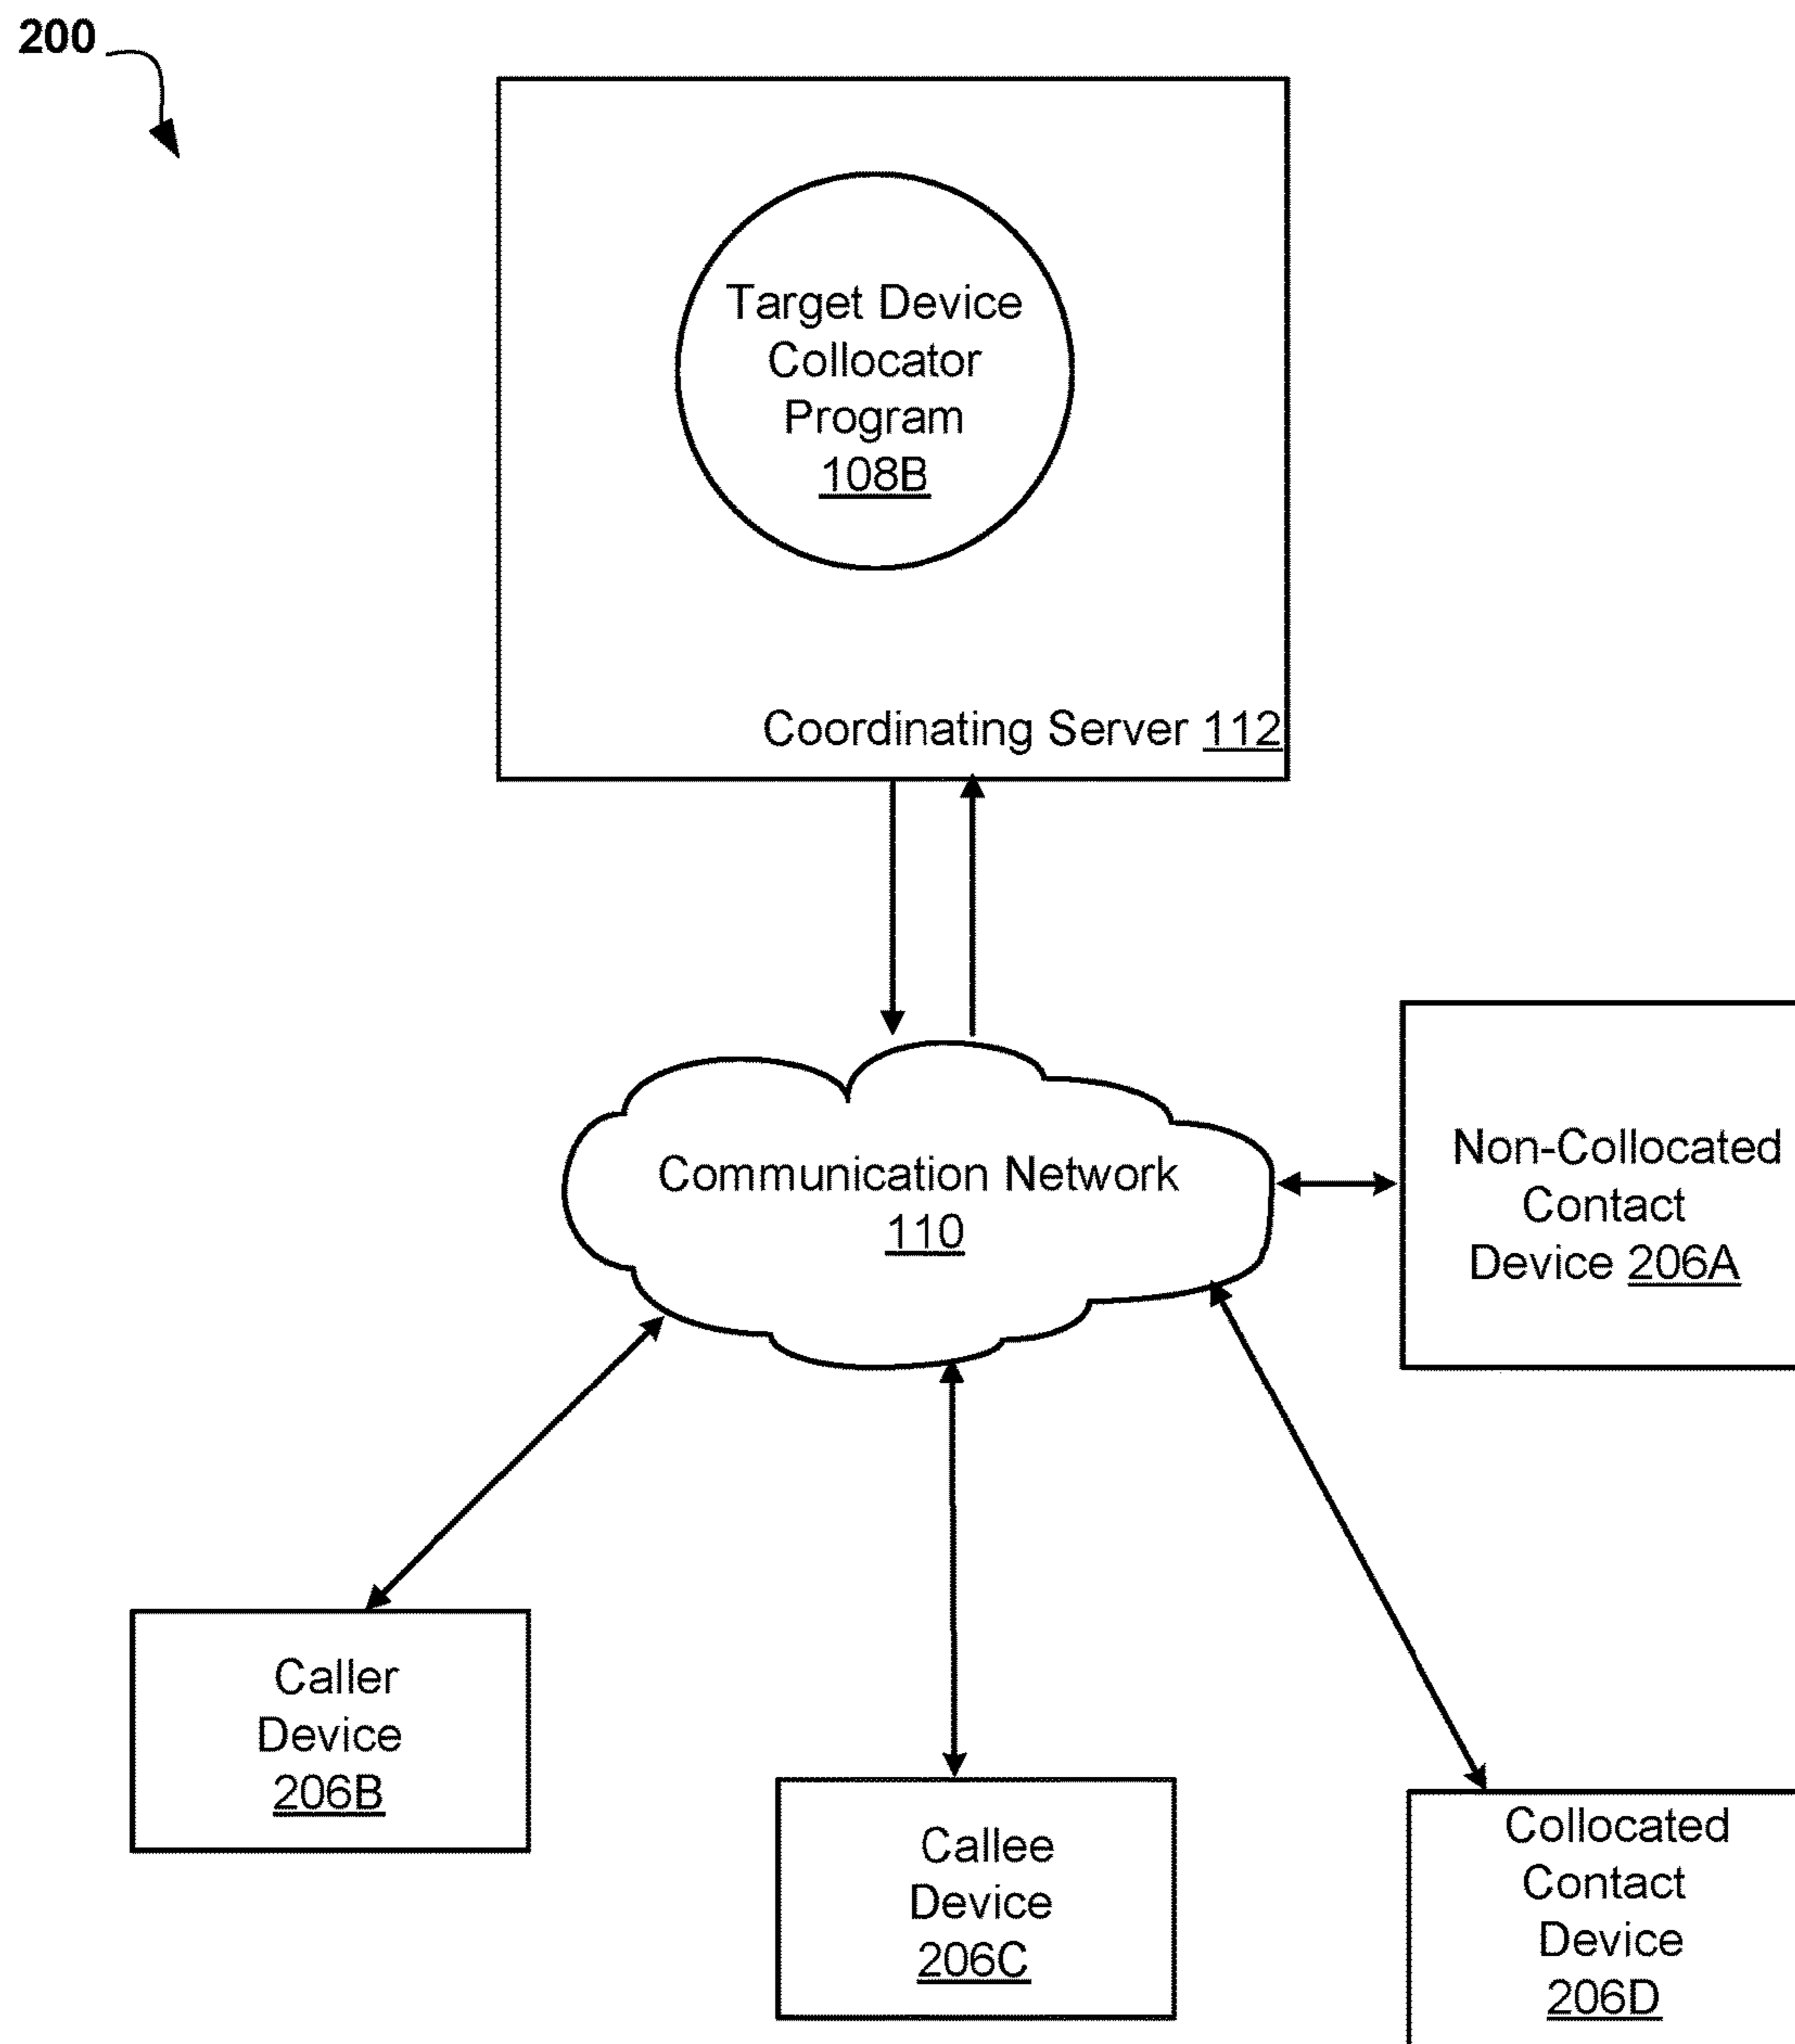 200
Target Device
Collocator
Program
108B
Coordinating Server 112
Communication Network
110
Non-Collocated
Contact
Device 206A
Caller
Device
206B
Callee
Device
206C
Collocated
Contact
Device
206D